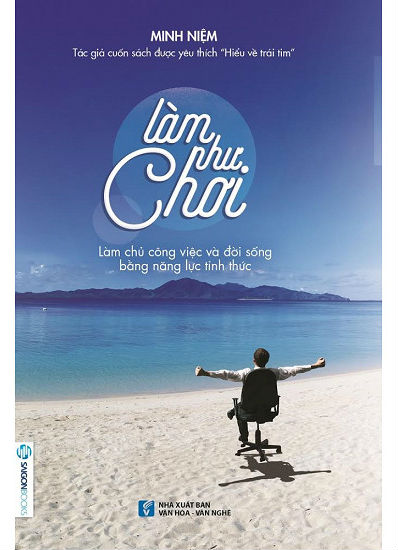 MINH NIỆM
Tác giả cuốn sách được yêu thích "Hiểu về trái tim"
làm
như
Chơi
Làm chủ công việc và đời sống
bằng năng lực tỉnh thức
SAIGONBOOKS
NHÀ XUẤT BẢN
VĂN HÓA - VĂN NGHỆ